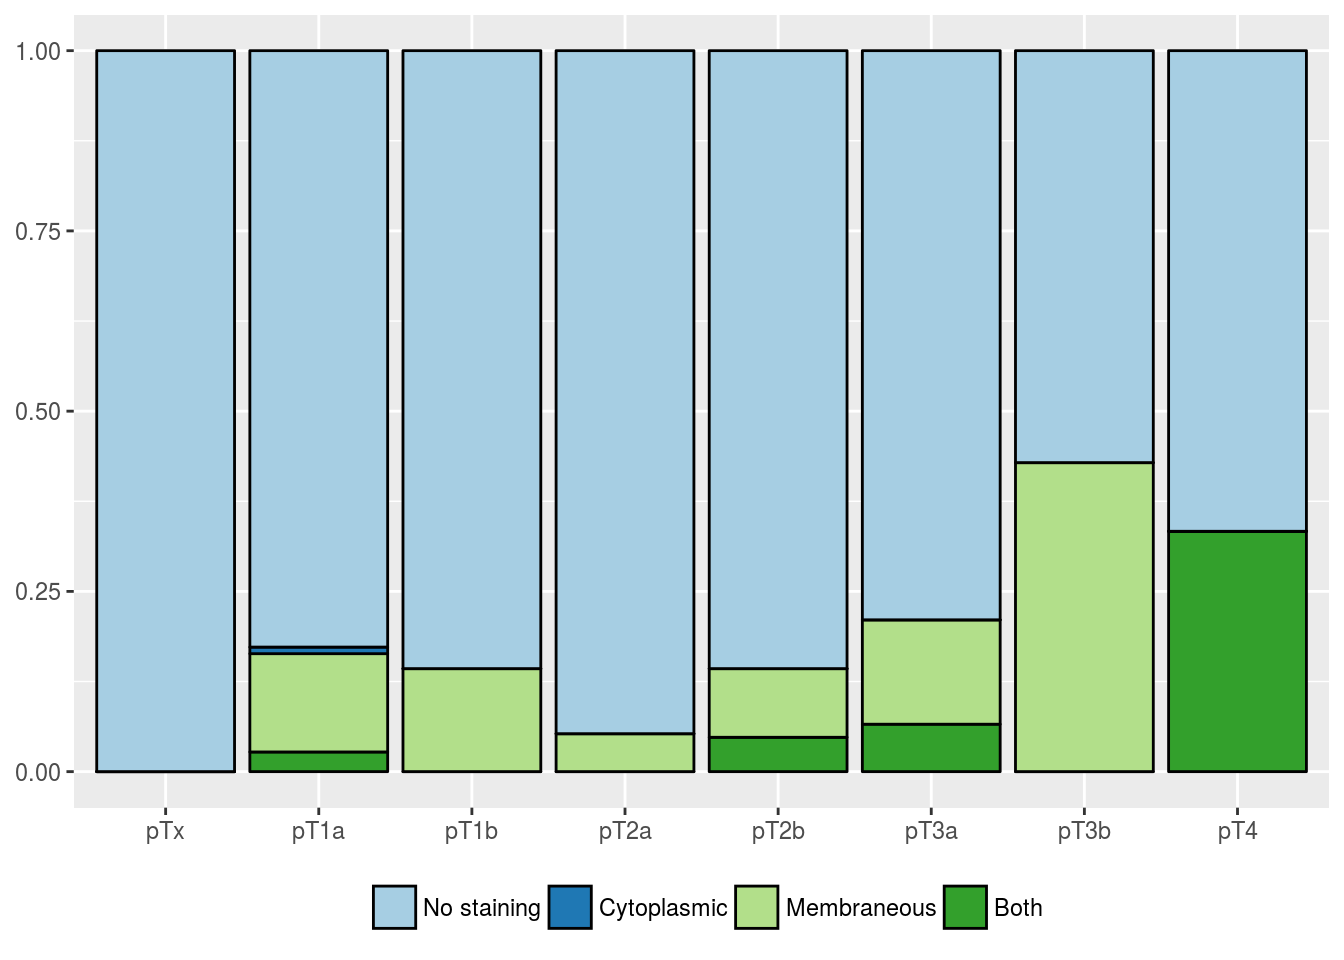 1.00
0.75
0.50
0.25
0.00
pTx pT1a pT1b pT2a pT2b pT3a pT3b pT4
No staining Cytoplasmic Membraneous Both